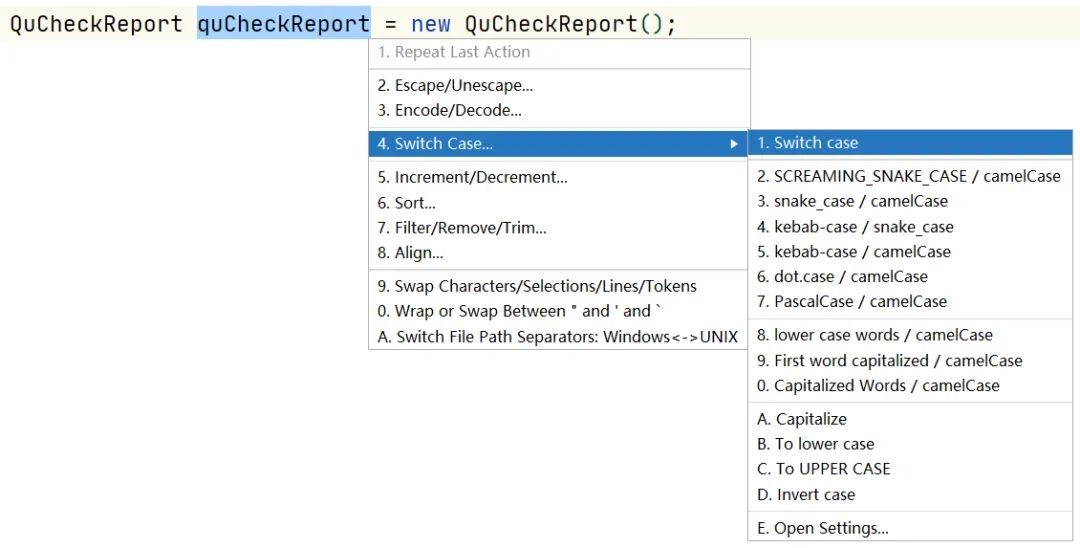 QuCheckReport quCheckReport = new QuCheckReport();
1. Repeat Last Action
2. Escape/Unescape...
3. Encode/Decode...
4. Switch Case...
5. Increment/Decrement...
6. Sort...
7. Filter/Remove/Trim...
8. Align...
9. Swap Characters/Selections/Lines/Tokens
0. Wrap or Swap Between " and ' and `
A. Switch File Path Separators: Windows<->UNIX
1. Switch case
2. SCREAMING_SNAKE_CASE / camelCase
3. snake_case / camelCase
4. kebab-case / snake_case
5. kebab-case / camelCase
6. dot.case / camelCase
7. PascalCase / camelCase
8. lower case words / camelCase
9. First word capitalized / camelCase
0. Capitalized Words / camelCase
A. Capitalize
B. To lower case
C. To UPPER CASE
D. Invert case
E. Open Settings...